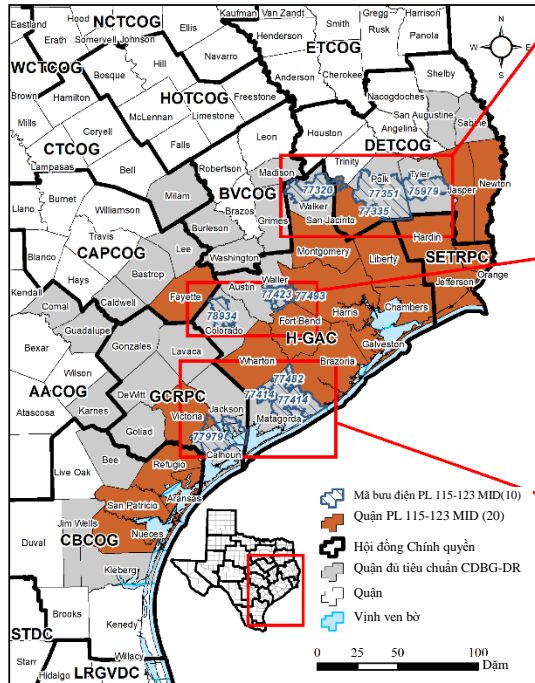 NCTCOG
Hood
Somervell
Johnson
Ellis
Kaufman
Van Zandt
Smith
Gregg
Harrison
Rusk
Panola
Eastland
Erath
Henderson
ETCOG
Navarro
Hill
Bosque
WCTCOG
Anderson
Cherokee
Shelby
Brown
Hamilton
HOTCOG
Freestone
Nacogdoches
McLennan
Limestone
San Augustine
Sabine
Mills
Coryell
Leon
Houston
Angelina
CTCOG
Falls
DETCOG
Lampasas
Bell
Robertson
Madison
Trinity
Polk
Tyler
Burnet
Milam
BVCOG
77320
77351
75979
Jasper
Newton
Llano
Williamson
Brazos
Walker
77335
Grimes
San Jacinto
Burleson
Travis
CAPCOG
Lee
Washington
Montgomery
Hardin
Blanco
Bastrop
Liberty
SETRPC
Hays
Austin
Waller
Orange
Kendall
Fayette
77423
77493
Jefferson
Comal
Caldwell
Harris
Chambers
78934
Fort Bend
Guadalupe
Colorado
H-GAC
Galveston
Bexar
Gonzales
Lavaca
Wharton
Brazoria
Wilson
77482
AACOG
DeWitt
GCRPC
Jackson
77414
77414
Atascosa
Karnes
Victoria
Matagorda
Goliad
77979
Bee
Calhoun
Live Oak
Refugio
Aransas
San Patricio
Jim Wells
Nueces
Duval
CBCOG
Kleberg
Brooks
Kenedy
STDC
Starr
Willacy
Hidalgo
LRGVDC
N
W
E
S
Mã bưu điện PL 115-123 MID(10)
Quận PL 115-123 MID (20)
Hội đồng Chính quyền
Quận đủ tiêu chuẩn CDBG-DR
Quận
Vịnh ven bờ
0 25 50 100
Dặm